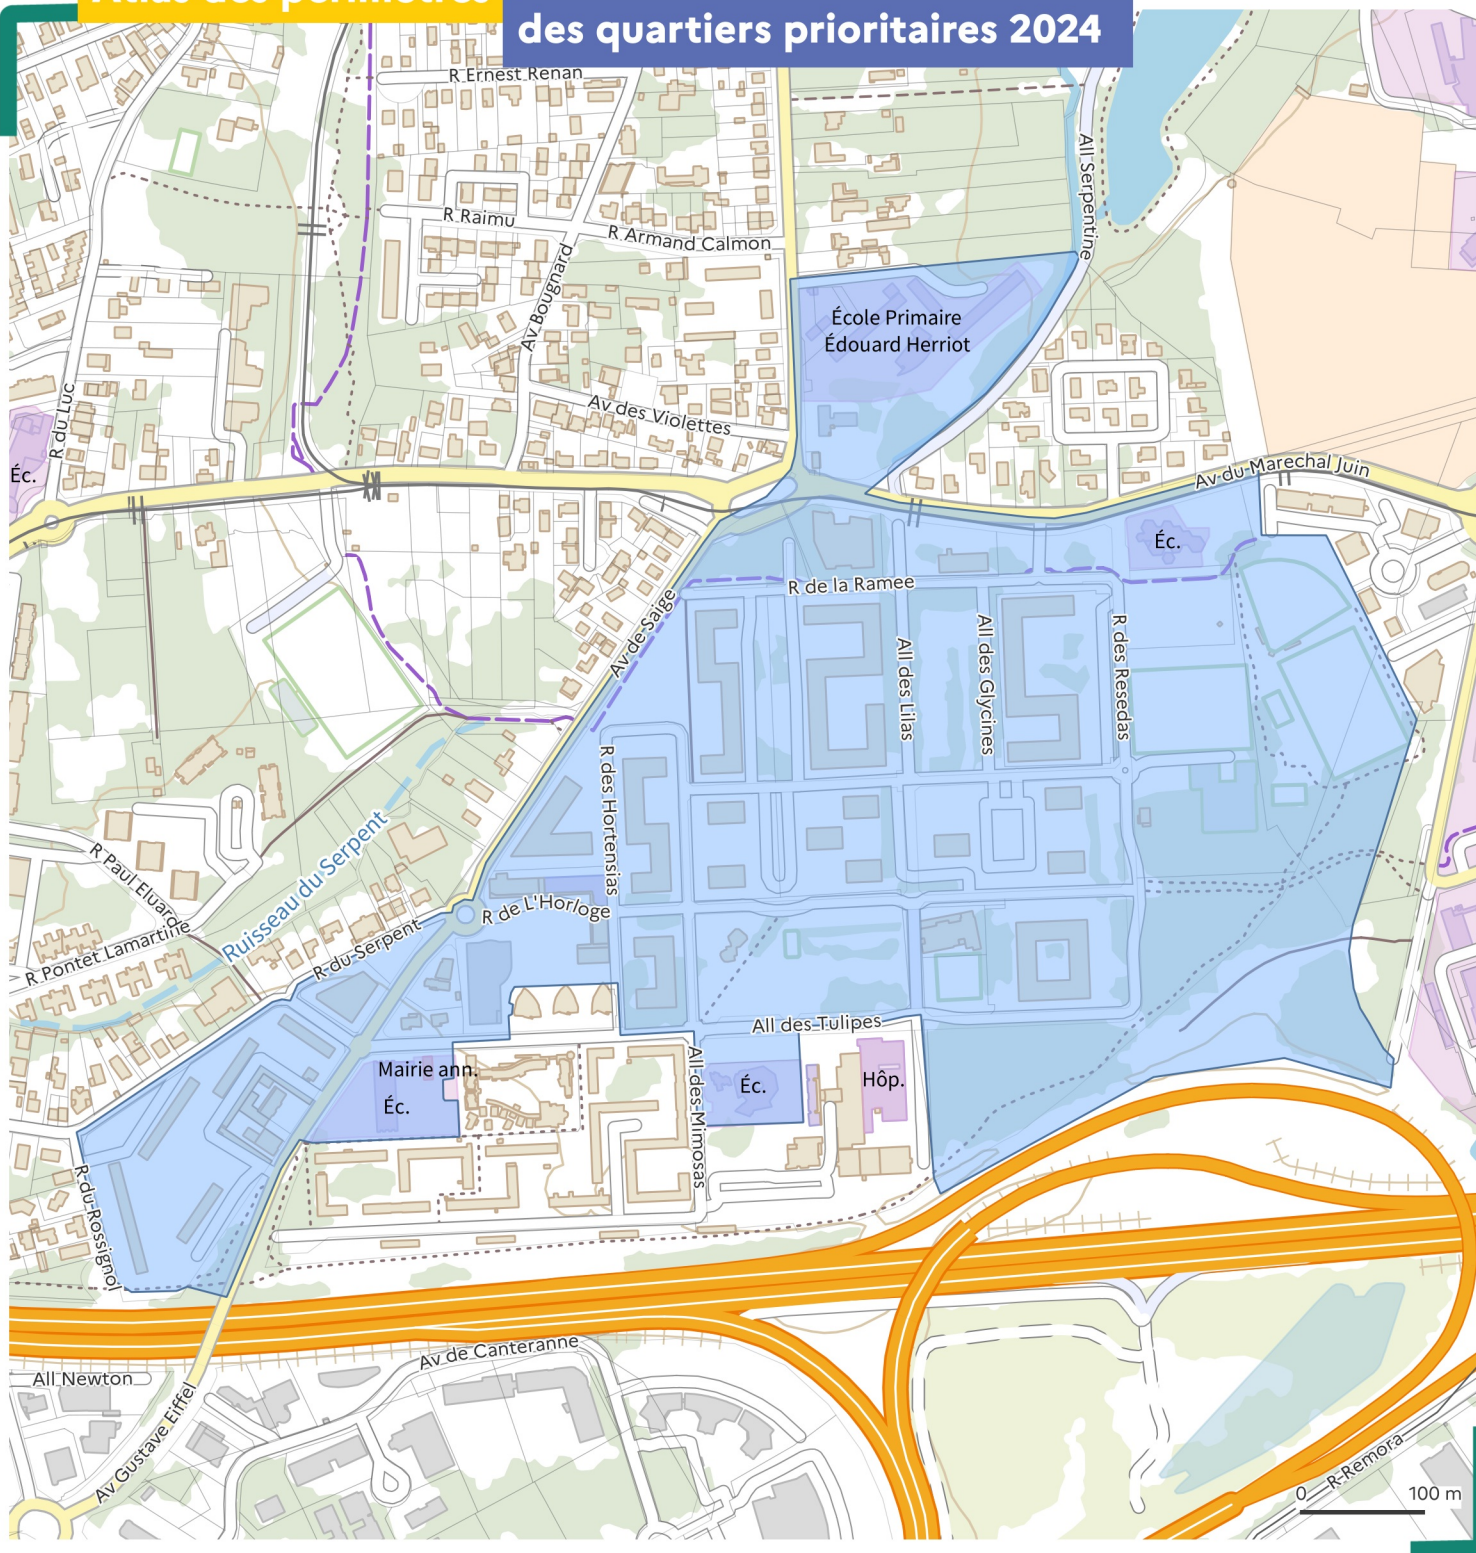 Atlas des périmètres
des quartiers prioritaires 2024
R Ernest Renan
All Serpentine
R Raimu
R Armand Calmon
Av Bougnard
École Primaire
Édouard Herriot
R du Luc
Av des Violettes
Éc.
Av du Marechal Juin
Éc.
R de la Ramee
Av de Saige
All des Lilas
All des Glycines
R des Resedas
R des Hortensias
Ruisseau du Serpent
R Paul Eluard
R de L'Horloge
R Pontet Lamartine
R du Serpent
All des Tulipes
Mairie ann.
Éc.
All des Mimosas
Éc.
Hôp.
R du Rossignol
Av de Canteranne
All Newton
Av Gustave Eiffel
R Remora
0 100 m